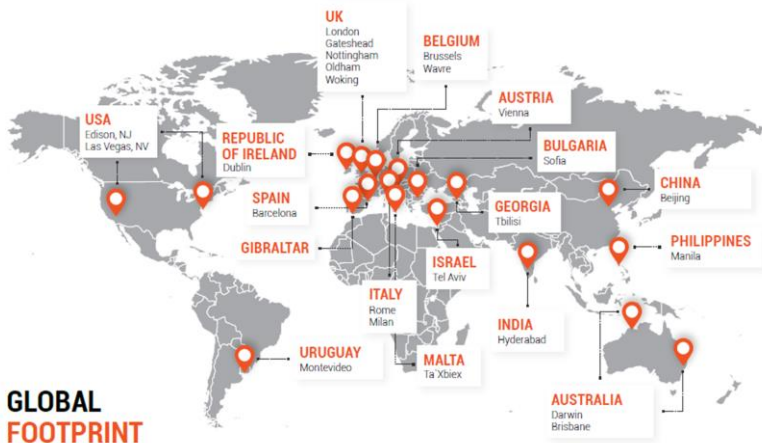 UK
London
Gateshead
Nottingham
Oldham
Woking
BELGIUM
Brussels
Wavre
AUSTRIA
Vienna
USA
Edison, NJ
Las Vegas, NV
REPUBLIC
OF IRELAND
Dublin
BULGARIA
Sofia
SPAIN
Barcelona
GEORGIA
Tbilisi
CHINA
Beijing
GIBRALTAR
ISRAEL
Tel Aviv
PHILIPPINES
Manila
ITALY
Rome
Milan
INDIA
Hyderabad
URUGUAY
Montevideo
MALTA
Ta`Xbiex
AUSTRALIA
Darwin
Brisbane
GLOBAL
FOOTPRINT